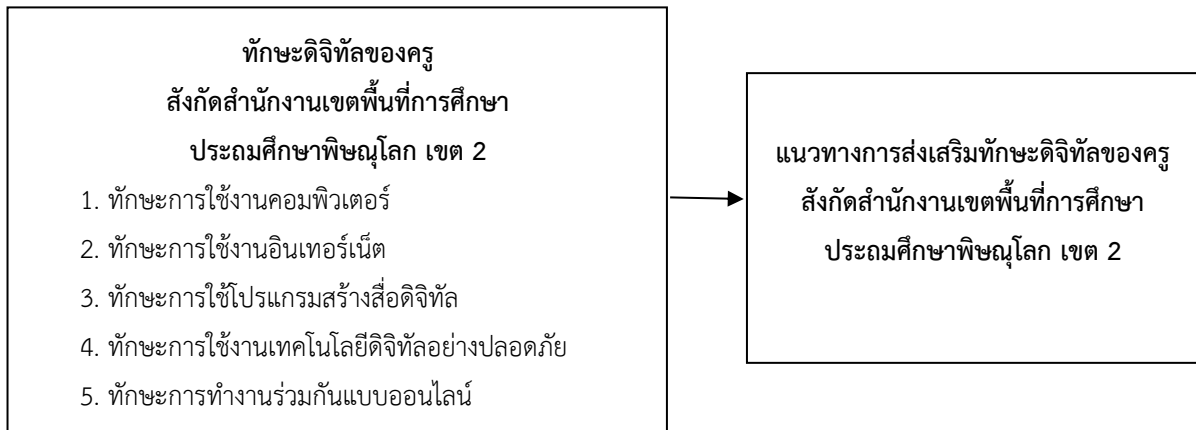 ทักษะดิจิทัลของครู
สังกัดสำนักงานเขตพื้นที่การศึกษา
ประถมศึกษาพิษณุโลก เขต 2
1. ทักษะการใช้งานคอมพิวเตอร์
2. ทักษะการใช้งานอินเทอร์เน็ต
3. ทักษะการใช้โปรแกรมสร้างสื่อดิจิทัล
4. ทักษะการใช้งานเทคโนโลยีดิจิทัลอย่างปลอดภัย
5. ทักษะการทำงานร่วมกันแบบออนไลน์
แนวทางการส่งเสริมทักษะดิจิทัลของครู
สังกัดสำนักงานเขตพื้นที่การศึกษา
ประถมศึกษาพิษณุโลก เขต 2